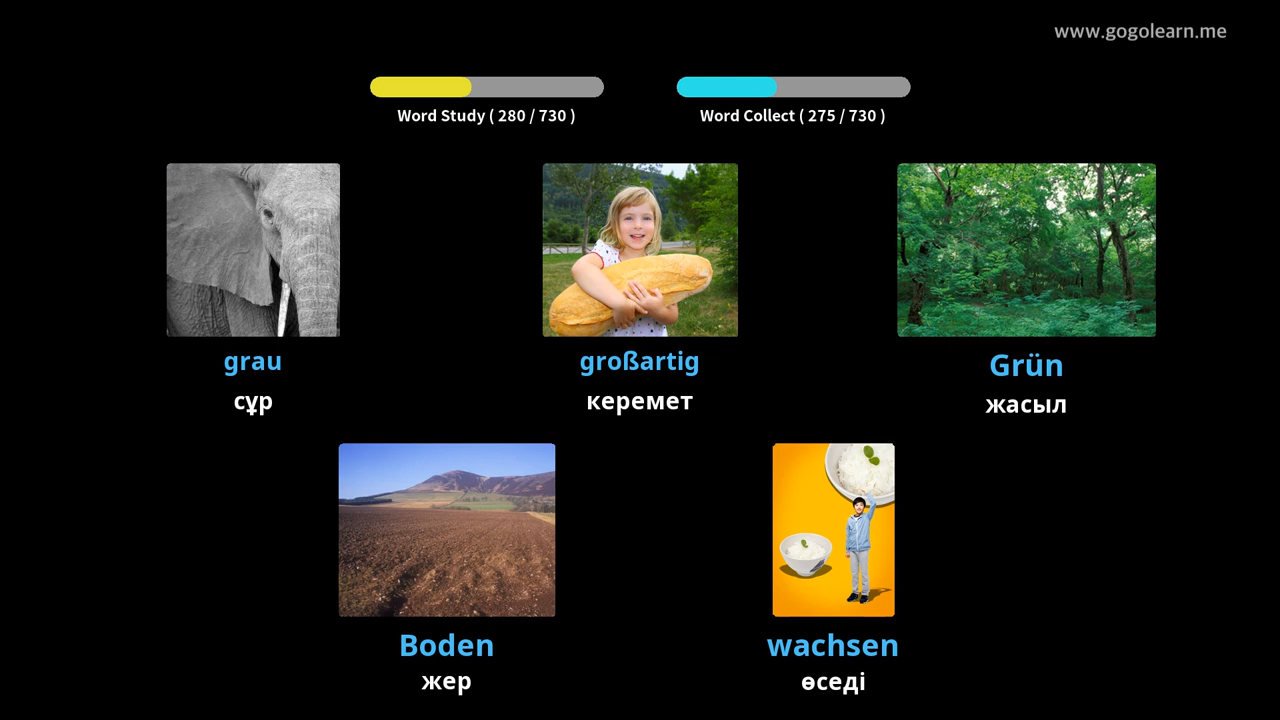 www.gogolearn.me
Word Study ( 280 / 730 )
Word Collect ( 275 / 730 )
grau
großartig
Grün
сұр
керемет
жасыл
Boden
wachsen
жер
өседі